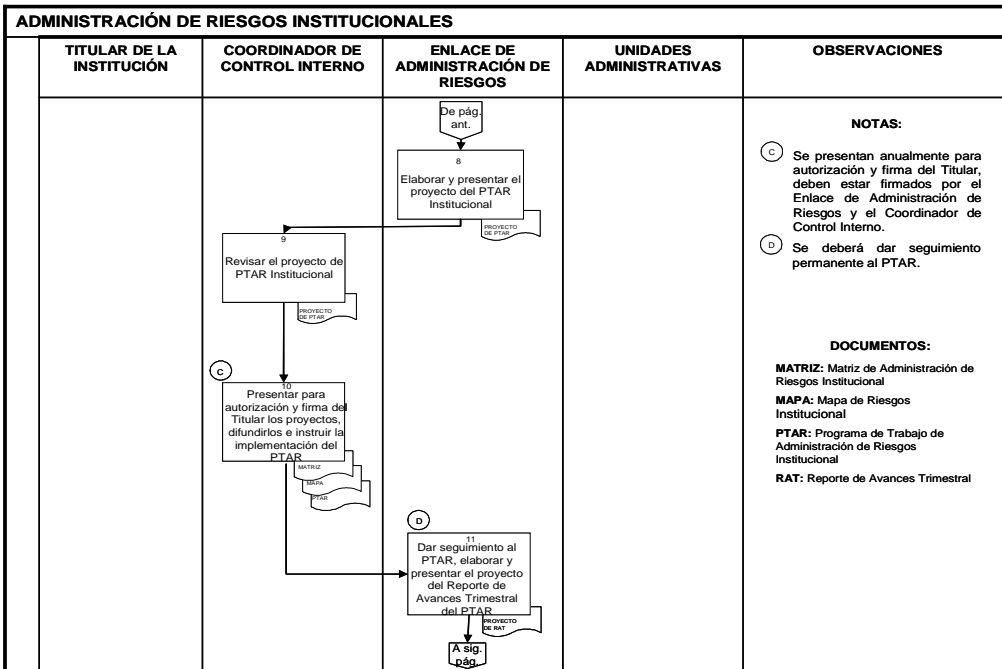 ADMINISTRACIÓN DE RIESGOS INSTITUCIONALES
TITULAR DE LA
INSTITUCIÓN
COORDINADOR DE
CONTROL INTERNO
ENLACE DE
ADMINISTRACIÓN DE
RIESGOS
UNIDADES
ADMINISTRATIVAS
OBSERVACIONES
De pág.
ant.
8
Elaborar y presentar el
proyecto del PTAR
Institucional
PROYECTO
DE PTAR
9
Revisar el proyecto de
PTAR Institucional
PROYECTO
DE PTAR
C
10
Presentar para
autorización y firma del
Titular los proyectos,
difundirlos e instruir la
implementación del
PTAR
MATRIZ
MAPA
PTAR
D
11
Dar seguimiento al
PTAR, elaborar y
presentar el proyecto
del Reporte de
Avances Trimestral
del PTAR
PROYECTO
DE RAT
A sig.
pág.
NOTAS:
C
Se presentan anualmente para
autorización y firma del Titular,
deben estar firmados por el
Enlace de Administración de
Riesgos y el Coordinador de
Control Interno.
D
Se deberá dar seguimiento
permanente al PTAR.
DOCUMENTOS:
MATRIZ: Matriz de Administración de
Riesgos Institucional
MAPA: Mapa de Riesgos
Institucional
PTAR: Programa de Trabajo de
Administración de Riesgos
Institucional
RAT: Reporte de Avances Trimestral